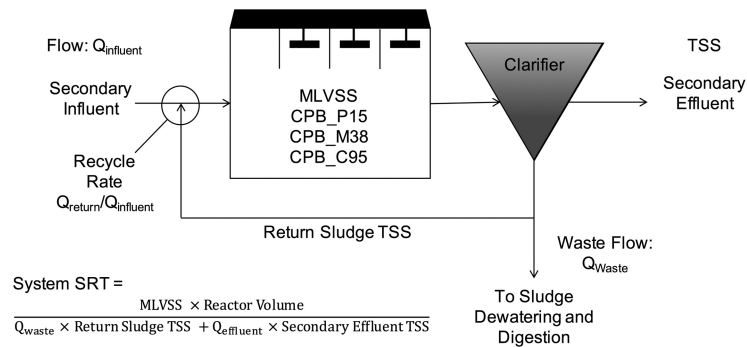 Flow: Qinfluent
Secondary
Influent
Recycle
Rate
Qreturn/Qinfluent
MLVSS
CPB_P15
CPB_M38
CPB_C95
Clarifier
TSS
Secondary
Effluent
Return Sludge TSS
Waste Flow:
QWaste
To Sludge
Dewatering and
Digestion
System SRT =
MLVSS × Reactor Volume
Qwaste × Return Sludge TSS + Qeffluent × Secondary Effluent TSS